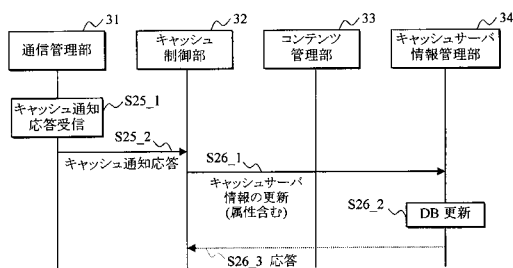 31
32
33
34
通信管理部
キャッシュ
制御部
コンテンツ
管理部
キャッシュサーバ
情報管理部
キャッシュ通知
応答受信
S25_1
S25_2
キャッシュ通知応答
S26_1
キャッシュサーバ
情報の更新
(属性含む)
S26_2
DB 更新
S26_3 応答